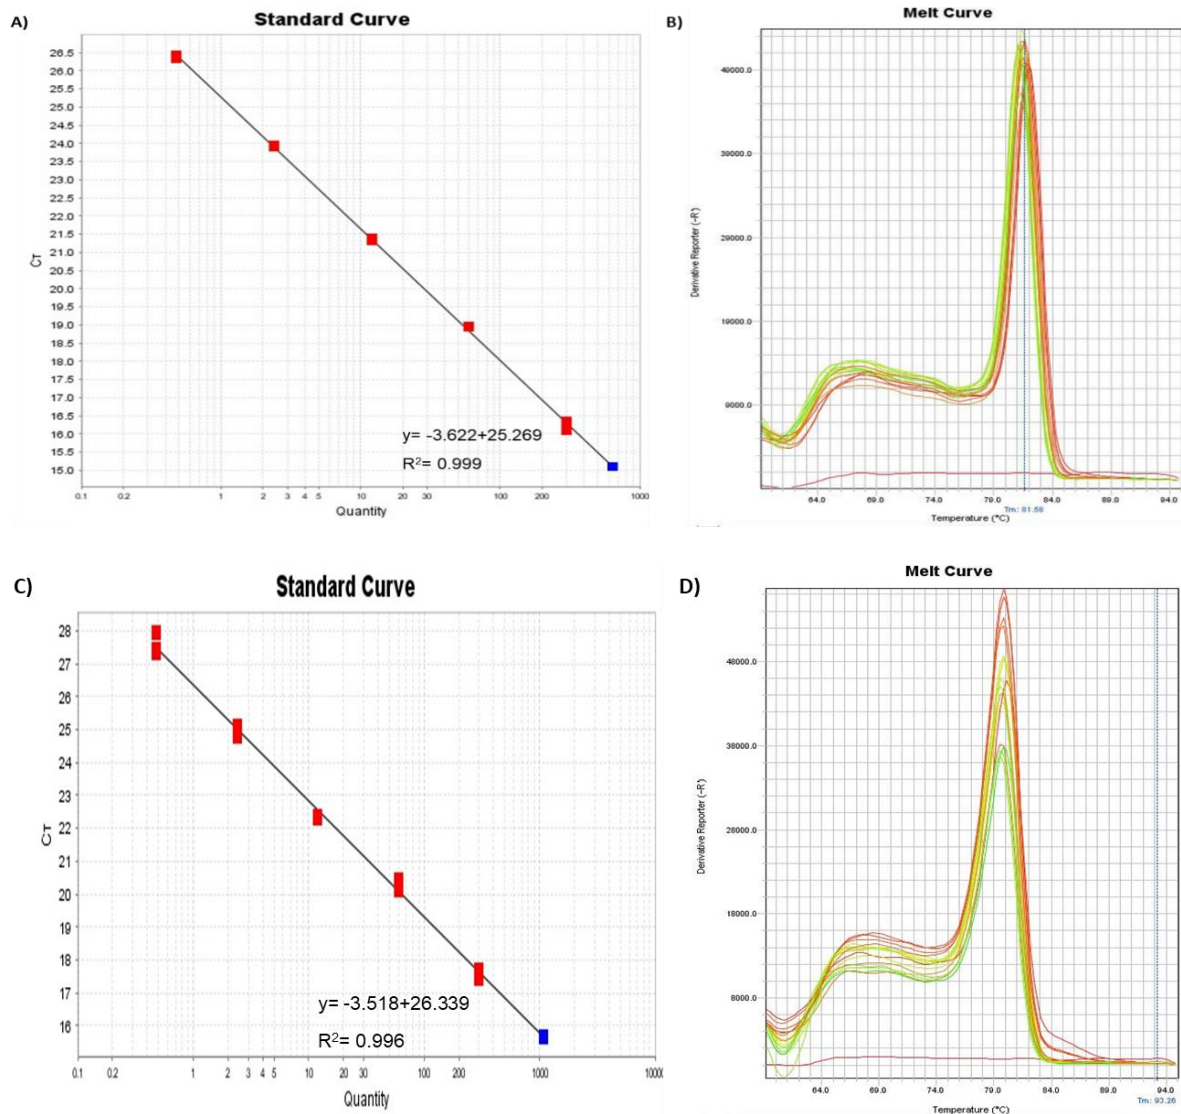 A)
Standard Curve
26.5
26.0
25.5
25.0
24.5
24.0
23.5
23.0
22.5
22.0
21.5
21.0
20.5
20.0
19.5
19.0
18.5
18.0
17.5
17.0
16.5
16.0
15.5
15.0
CT
y= -3.622+25.269
R²= 0.999
0.1 0.2 1 2 3 4 5 10 20 30 100 200 1000
Quantity
B)
Melt Curve
49000.0
39000.0
29000.0
19000.0
9000.0
Derivative Reporter (-R')
64.0 69.0 74.0 79.0 84.0 89.0 94.0
Tm: 81.58
Temperature (°C)
C)
Standard Curve
28
27
26
25
24
23
22
21
20
19
18
17
16
CT
y= -3.518+26.339
R²= 0.996
0.1 0.2 1 2 3 4 5 10 20 30 100 200 1000 10000
Quantity
D)
Melt Curve
48000.0
38000.0
28000.0
18000.0
8000.0
Derivative Reporter (-R')
64.0 69.0 74.0 79.0 84.0 89.0 94.0
Tm: 93.26
Temperature (°C)